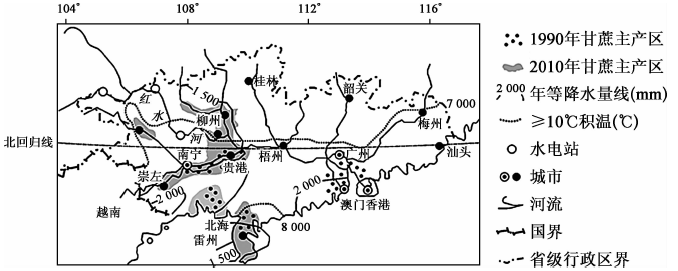 104° 108° 112° 116°
1 500
桂林
韶关
7 000
红
水
河
柳州
梅州
北回归线
南宁
贵港
梧州
广州
汕头
崇左
2 000
2 000
越南
澳门香港
北海
雷州
8 000
1 500
1990年甘蔗主产区
2010年甘蔗主产区
2 000 年等降水量线(mm)
≥10℃积温(℃)
水电站
城市
河流
国界
省级行政区界